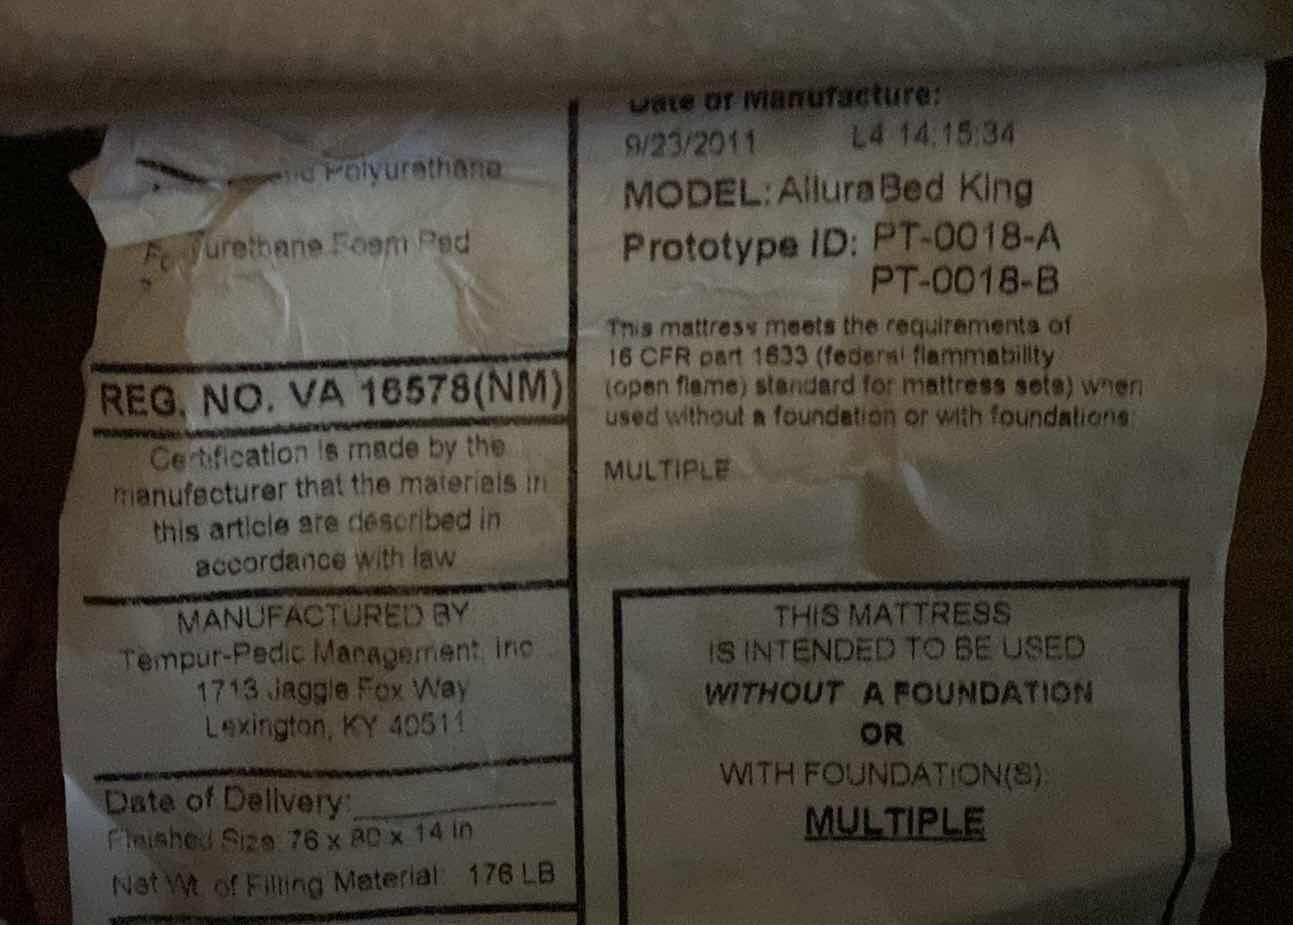 Polyurethane
urethane Foam Pad
REG. NO. VA 16578(NM)
Certification is made by the
manufacturer that the materials in
this article are described in
accordance with law
MANUFACTURED BY
Tempur-Pedic Management, Inc
1713 Jaggie Fox Way
Lexington, KY 40511
Date of Delivery:
Finished Size: 76 x 80 x 14 in
Net Wt. of Filling Material: 176 LB
Date of Manufacture:
9/23/2011 L4 14:15:34
MODEL: AlluraBed King
Prototype ID: PT-0018-A
PT-0018-B
This mattress meets the requirements of
16 CFR part 1633 (federal flammability
(open flame) standard for mattress sets) when
used without a foundation or with foundations:
MULTIPLE
THIS MATTRESS
IS INTENDED TO BE USED
WITHOUT A FOUNDATION
OR
WITH FOUNDATION(S):
MULTIPLE